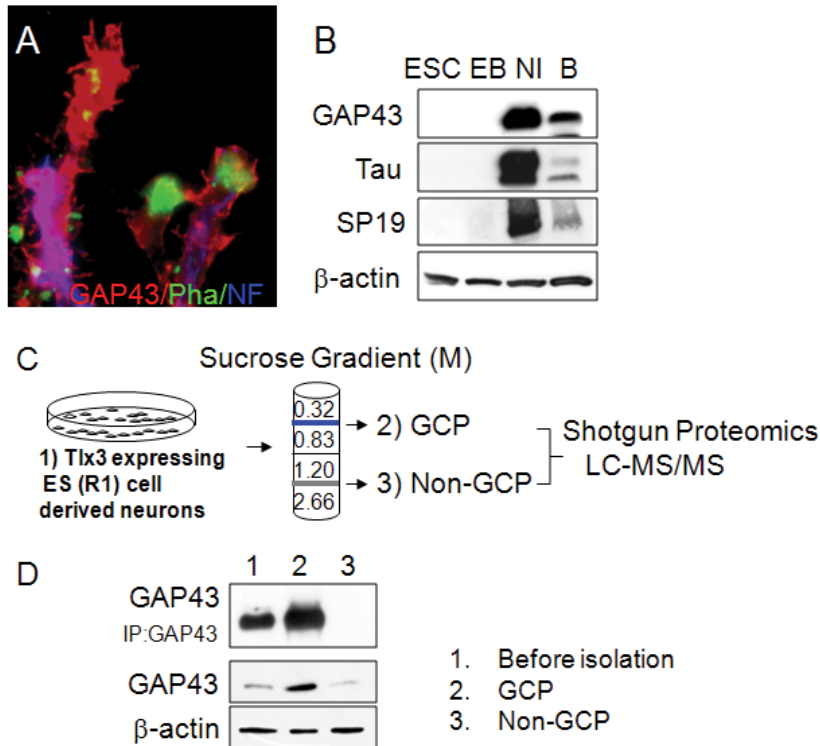 A
GAP43/Pha/NF
B
ESC EB NI B
GAP43
Tau
SP19
β-actin
C
Sucrose Gradient (M)
0.32
0.83
1.20
2.66
1) Tlx3 expressing
ES (R1) cell
derived neurons
2) GCP
3) Non-GCP
Shotgun Proteomics
LC-MS/MS
D
1 2 3
GAP43
IP:GAP43
GAP43
β-actin
1. Before isolation
2. GCP
3. Non-GCP